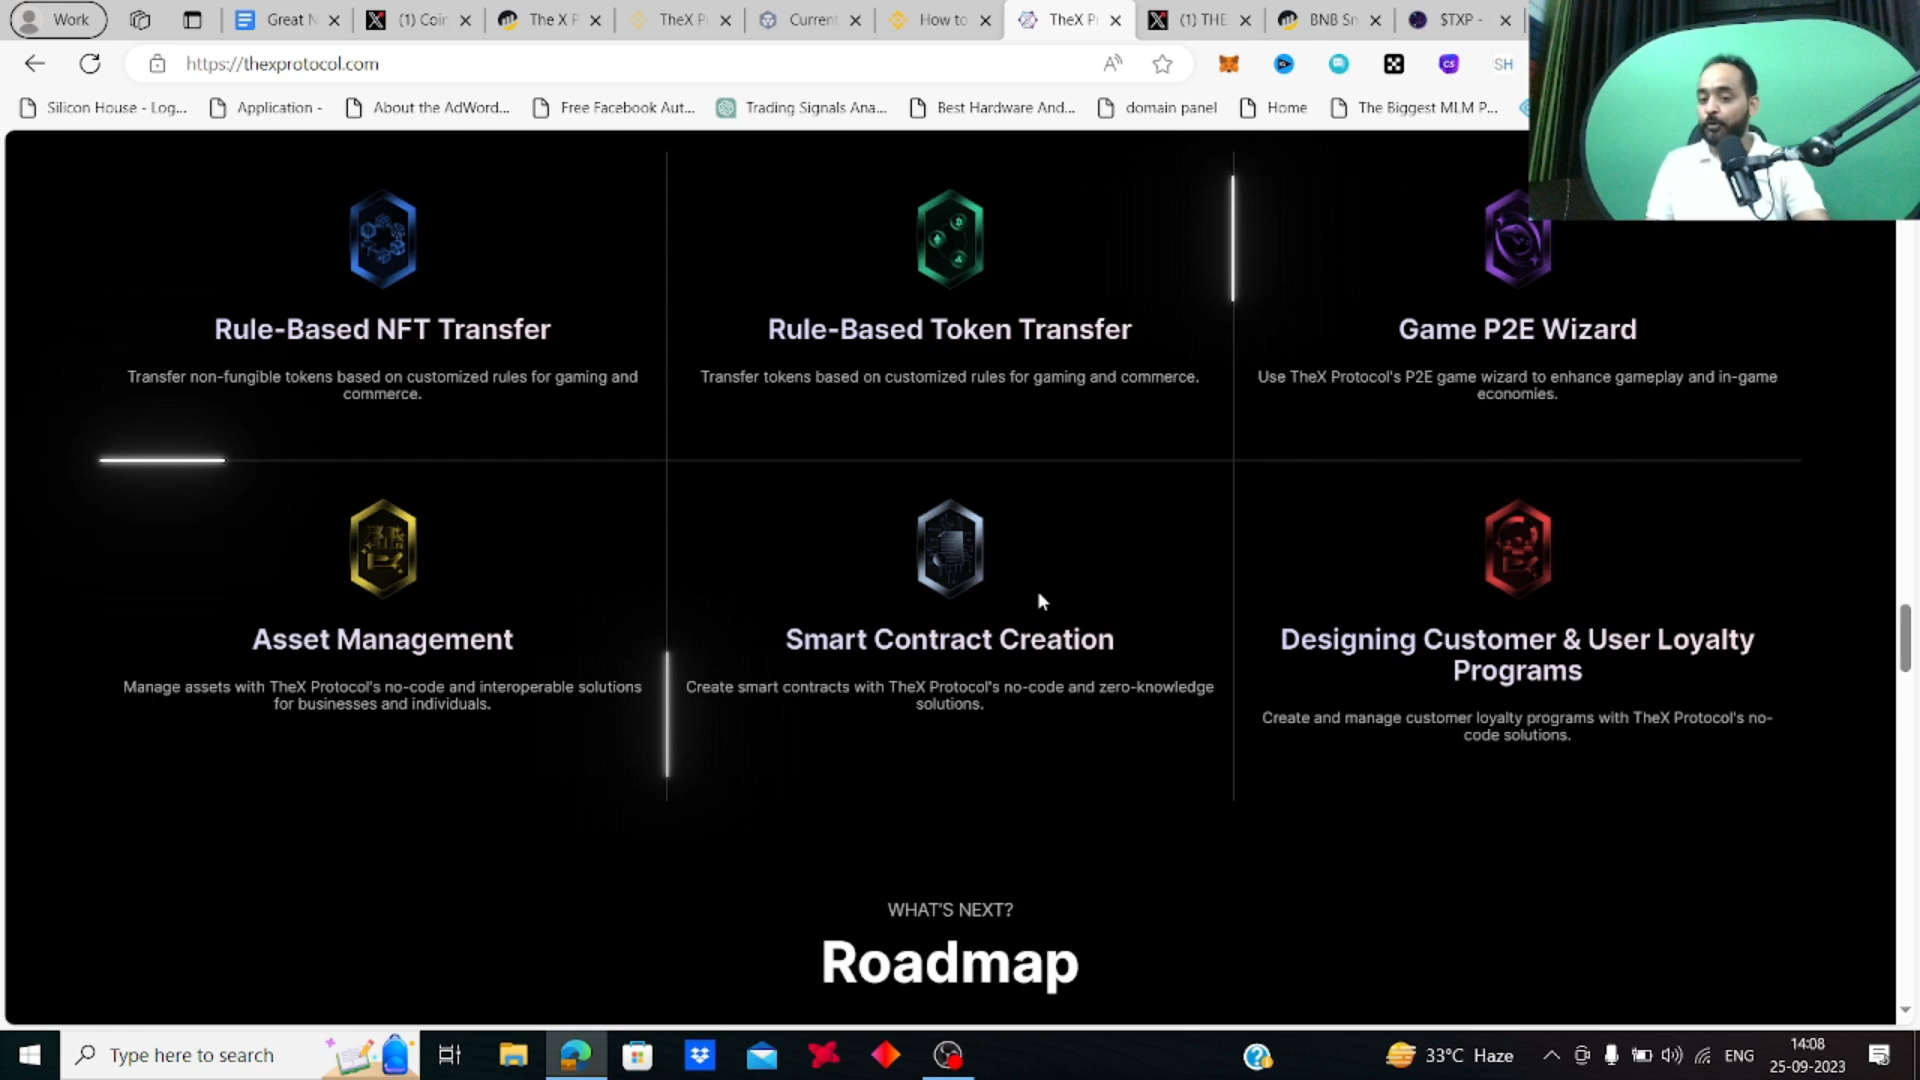 Work
Great N
(1) Coin
The X P
TheX Pr
Current
How to
TheX Pr
(1) THE
BNB Sm
$TXP -
https://thexprotocol.com
SH
Silicon House - Log...
Application -
About the AdWord...
Free Facebook Aut...
Trading Signals Ana...
Best Hardware And...
domain panel
Home
The Biggest MLM P...
Rule-Based NFT Transfer
Rule-Based Token Transfer
Game P2E Wizard
Transfer non-fungible tokens based on customized rules for gaming and
commerce.
Transfer tokens based on customized rules for gaming and commerce.
Use TheX Protocol's P2E game wizard to enhance gameplay and in-game
economies.
Asset Management
Smart Contract Creation
Designing Customer & User Loyalty
Programs
Manage assets with TheX Protocol's no-code and interoperable solutions
for businesses and individuals.
Create smart contracts with TheX Protocol's no-code and zero-knowledge
solutions.
Create and manage customer loyalty programs with TheX Protocol's no-
code solutions.
WHAT'S NEXT?
Roadmap
Type here to search
33°C Haze
ENG
14:08
25-09-2023